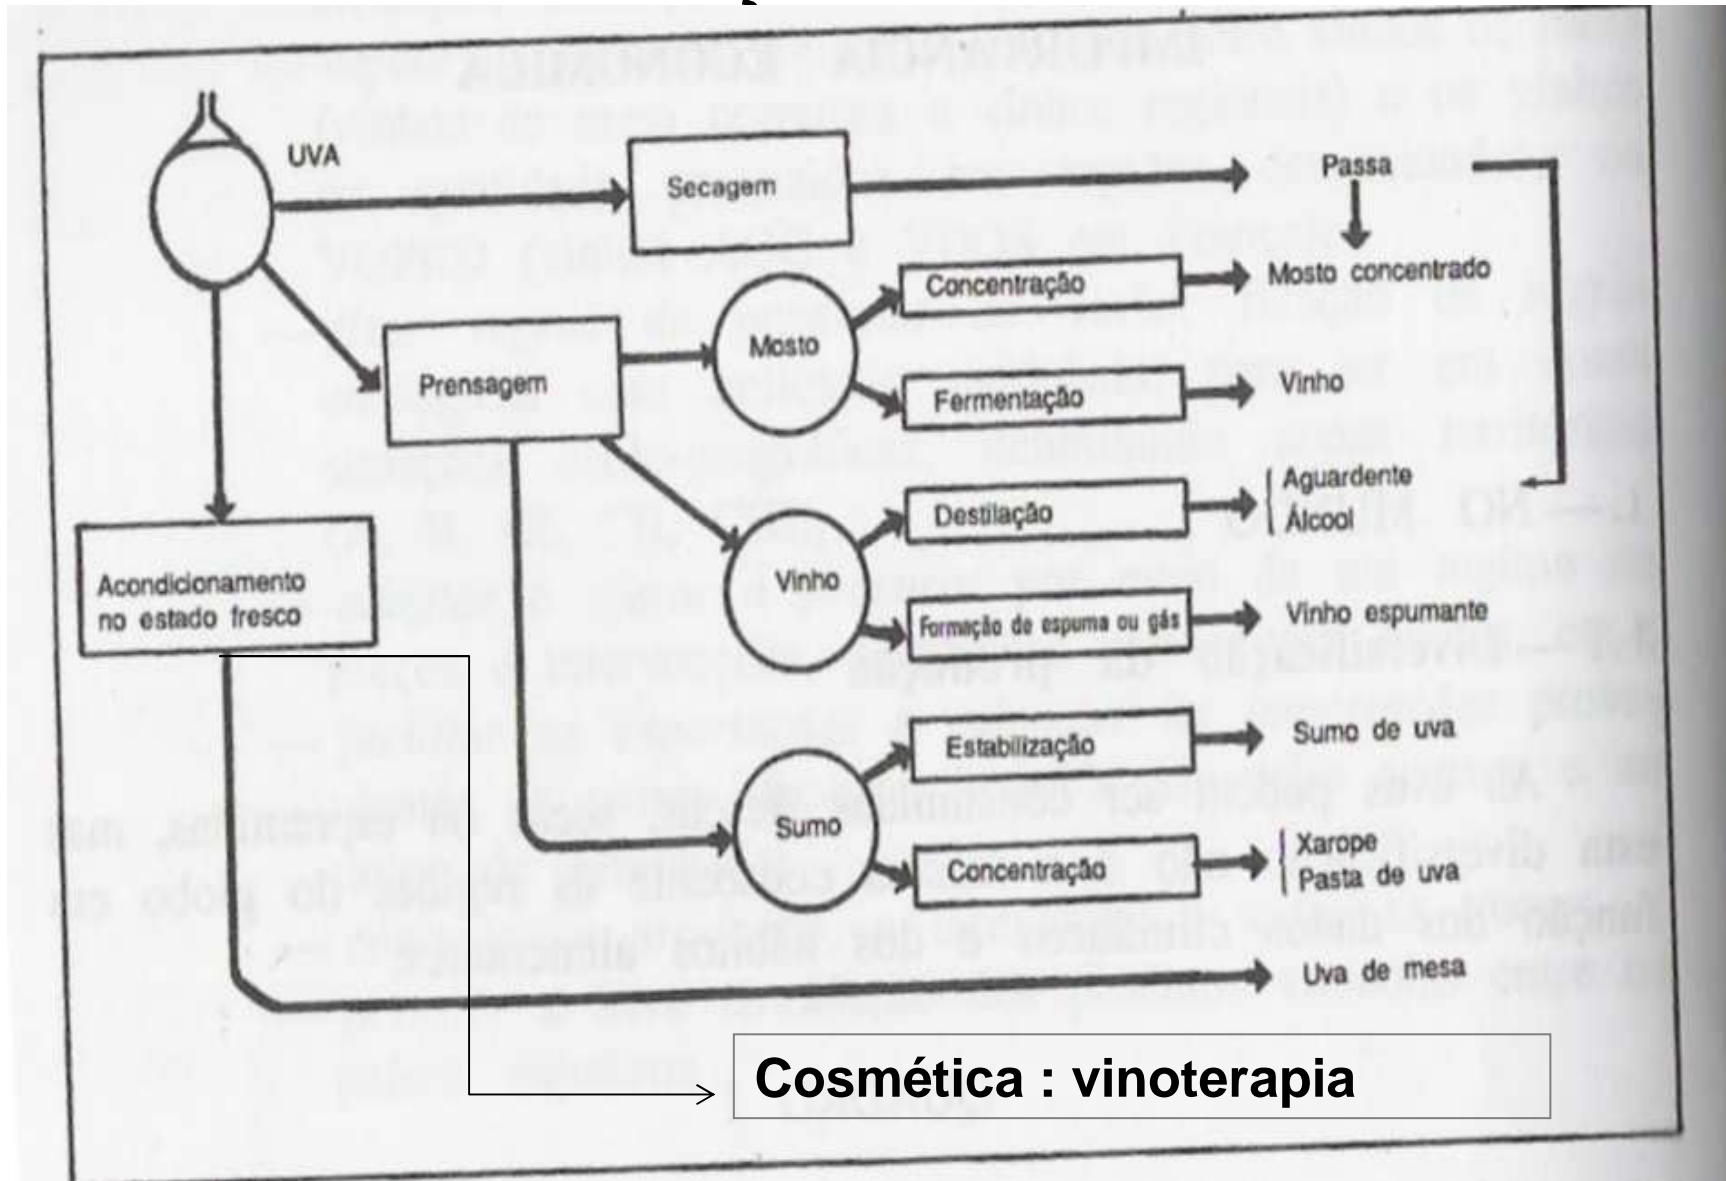 UVA
Secagem
Passa
Concentração
Mosto concentrado
Mosto
Prensagem
Fermentação
Vinho
Destilação
Aguardente
Álcool
Acondicionamento
no estado fresco
Vinho
Formação de espuma ou gás
Vinho espumante
Estabilização
Sumo de uva
Sumo
Concentração
Xarope
Pasta de uva
Uva de mesa
Cosmética : vinoterapia